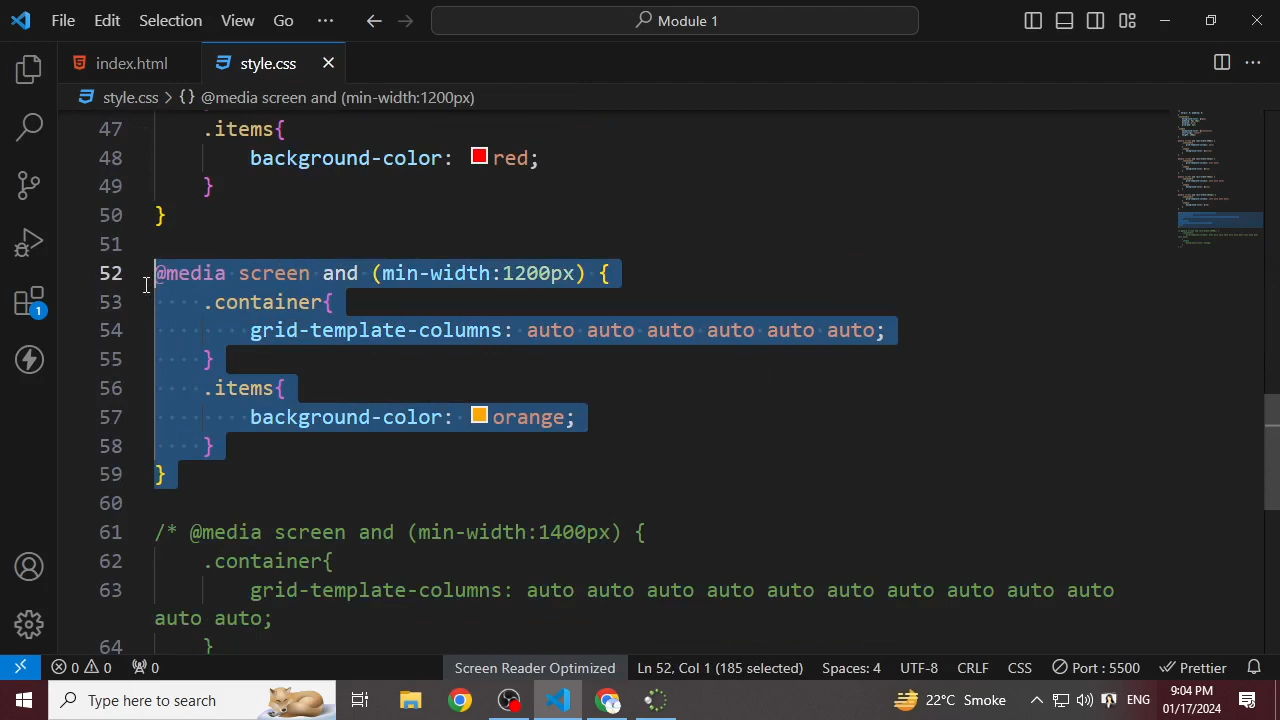 File Edit Selection View Go ··· Module 1
index.html style.css
style.css > {} @media screen and (min-width:1200px)
47 .items{
48 background-color: red;
49 }
50 }
51
52 @media screen and (min-width:1200px) {
53 .container{
54 grid-template-columns: auto auto auto auto auto auto;
55 }
56 .items{
57 background-color: orange;
58 }
59 }
60
61 /* @media screen and (min-width:1400px) {
62 .container{
63 grid-template-columns: auto auto auto auto auto auto auto auto auto auto
auto auto;
64 }
1
0 0 0 Screen Reader Optimized Ln 52, Col 1 (185 selected) Spaces: 4 UTF-8 CRLF CSS Port : 5500 Prettier
Type here to search 22°C Smoke ENG 9:04 PM
01/17/2024